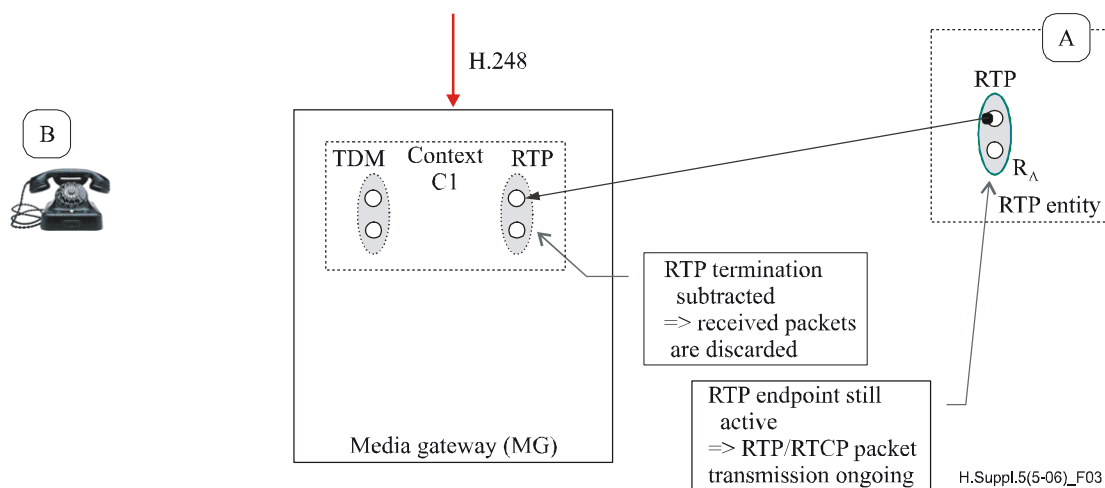 A
H.248
RTP
B
TDM
Context
C1
RTP
R_A
RTP entity
RTP termination
subtracted
=> received packets
are discarded
RTP endpoint still
active
=> RTP/RTCP packet
transmission ongoing
Media gateway (MG)
H.Suppl.5(5-06)_F03